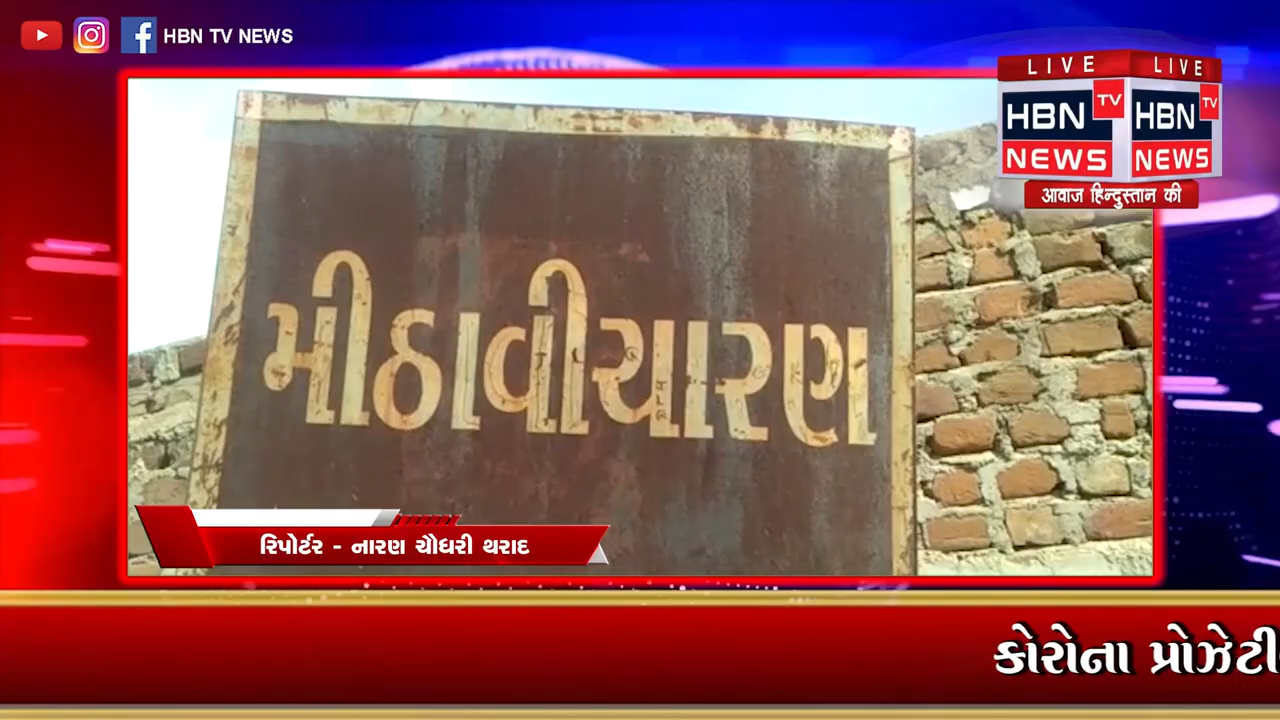 HBN TV NEWS
LIVE LIVE
HBN TV HBN TV
NEWS NEWS
आवाज हिन्दुस्तान की
મીઠાવીચારણ
રિપોર્ટર - નારણ ચૌધરી થરાદ
કોરોના પ્રોઝેટી